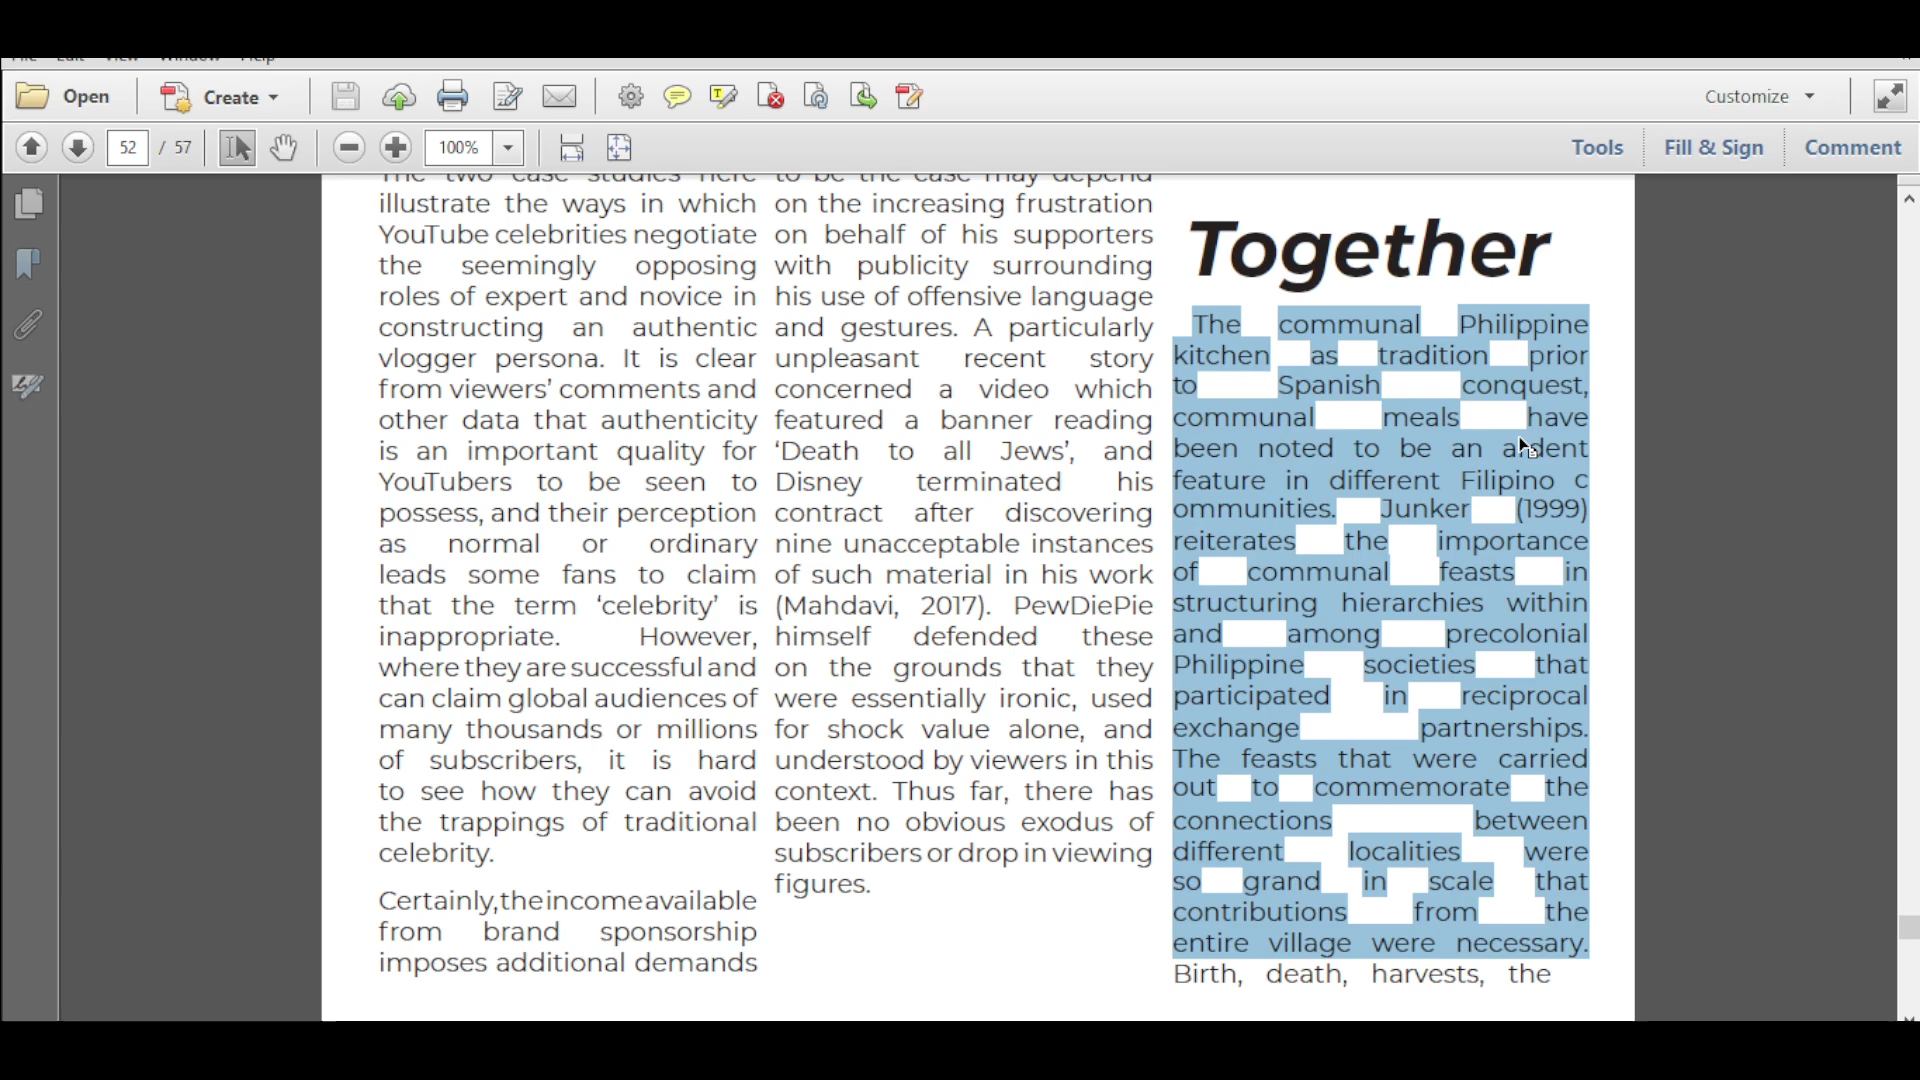 Open
Create
Customize
52 / 57
100%
Tools
Fill & Sign
Comment
illustrate the ways in which
YouTube celebrities negotiate
the seemingly opposing
roles of expert and novice in
constructing an authentic
vlogger persona. It is clear
from viewers’ comments and
other data that authenticity
is an important quality for
YouTubers to be seen to
possess, and their perception
as normal or ordinary
leads some fans to claim
that the term ‘celebrity’ is
inappropriate. However,
where they are successful and
can claim global audiences of
many thousands or millions
of subscribers, it is hard
to see how they can avoid
the trappings of traditional
celebrity.
Certainly, the income available
from brand sponsorship
imposes additional demands
to be the case may depend
on the increasing frustration
on behalf of his supporters
with publicity surrounding
his use of offensive language
and gestures. A particularly
unpleasant recent story
concerned a video which
featured a banner reading
‘Death to all Jews’, and
Disney terminated his
contract after discovering
nine unacceptable instances
of such material in his work
(Mahdavi, 2017). PewDiePie
himself defended these
on the grounds that they
were essentially ironic, used
for shock value alone, and
understood by viewers in this
context. Thus far, there has
been no obvious exodus of
subscribers or drop in viewing
figures.
Together
The communal Philippine
kitchen as tradition prior
to Spanish conquest,
communal meals have
been noted to be an ardent
feature in different Filipino c
ommunities. Junker (1999)
reiterates the importance
of communal feasts in
structuring hierarchies within
and among precolonial
Philippine societies that
participated in reciprocal
exchange partnerships.
The feasts that were carried
out to commemorate the
connections between
different localities were
so grand in scale that
contributions from the
entire village were necessary.
Birth, death, harvests, the